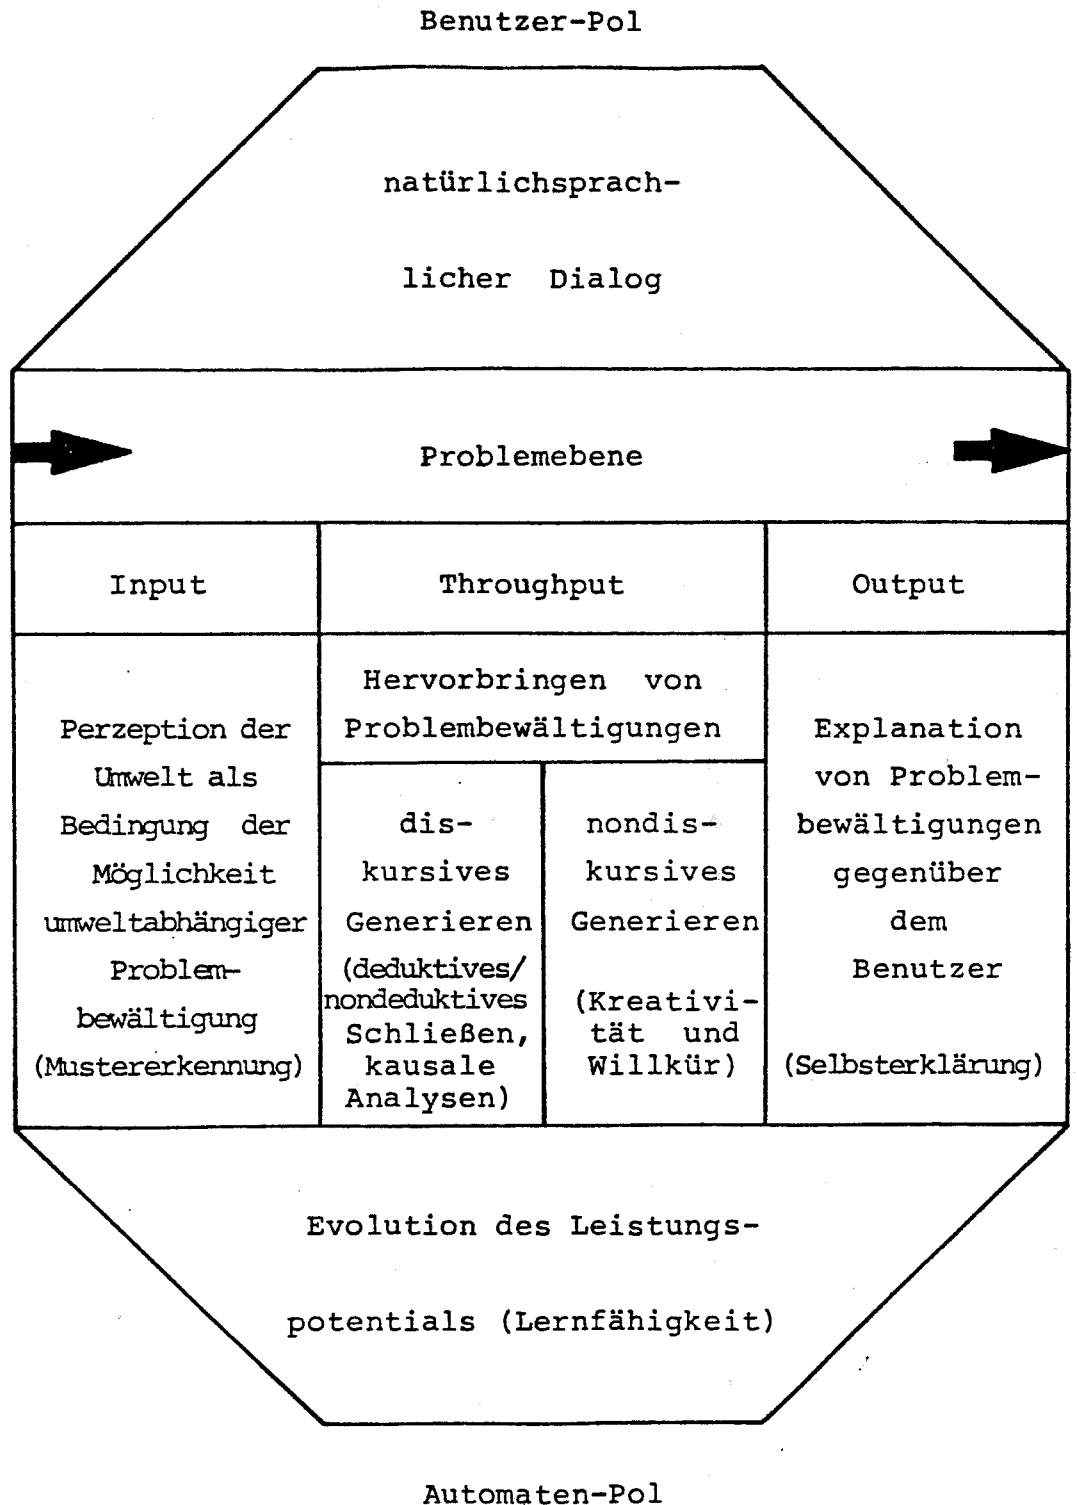 Benutzer-Pol
natürlichsprach-
licher Dialog
Problemebene
Input
Throughput
Output
Perzeption der
Umwelt als
Bedingung der
Möglichkeit
umweltabhängiger
Problem-
bewältigung
(Mustererkennung)
Hervorbringen von
Problembewältigungen
dis-
kursives
Generieren
(deduktives/
nondeduktives
Schließen,
kausale
Analysen)
nondis-
kursives
Generieren
(Kreativi-
tät und
Willkür)
Explanation
von Problem-
bewältigungen
gegenüber
dem
Benutzer
(Selbsterklärung)
Evolution des Leistungs-
potentials (Lernfähigkeit)
Automaten-Pol